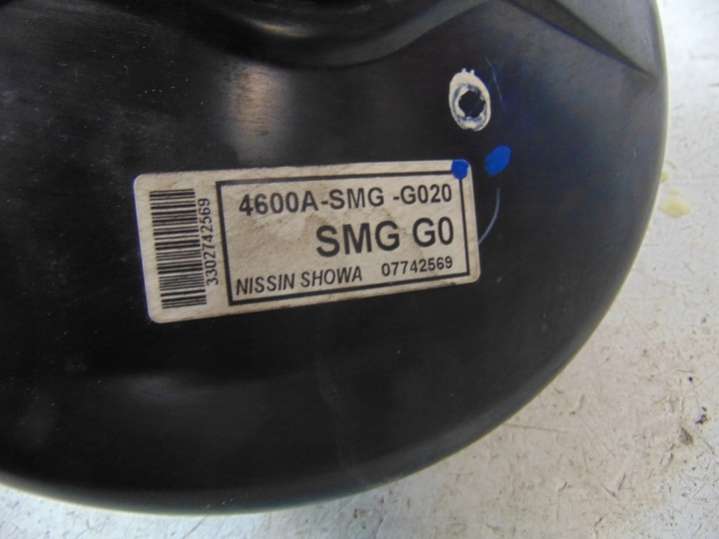 3302742569
4600A-SMG -G020
SMG G0
NISSIN SHOWA 07742569